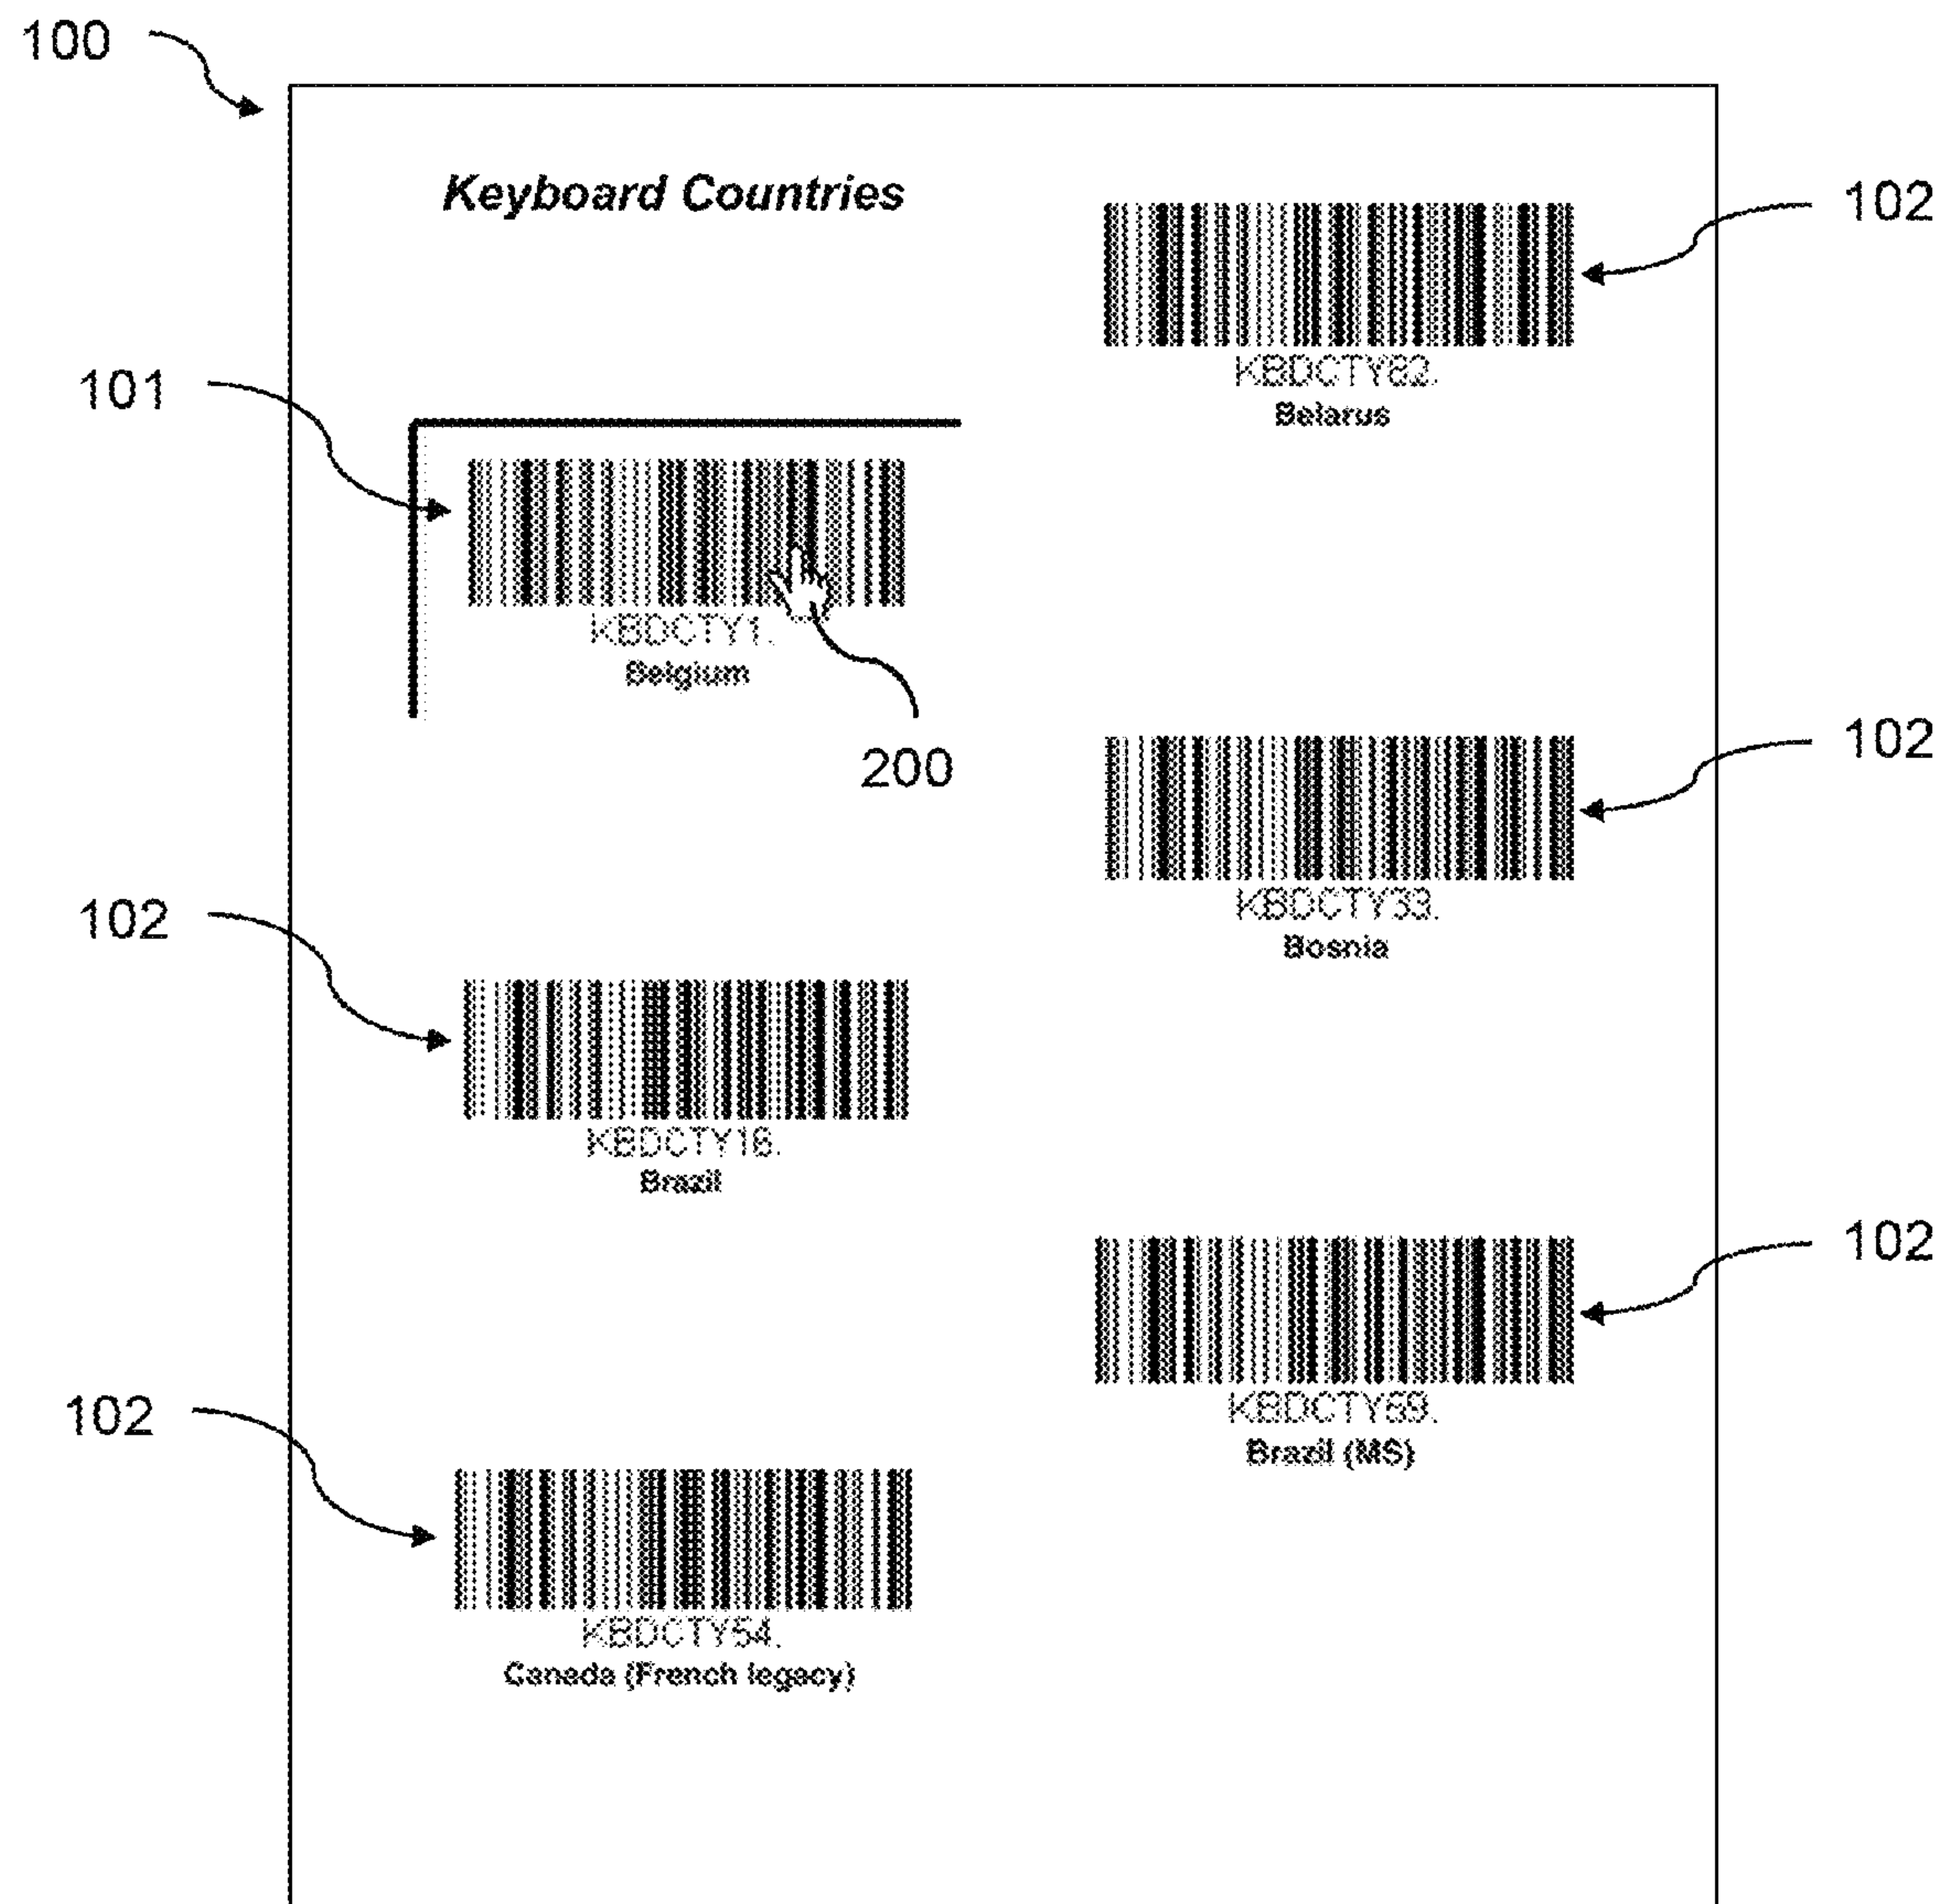 100
Keyboard Countries
102
KBDCTY82.
Belarus
101
KBDCTY1.
Belgium
200
102
KBDCTY33.
Bosnia
102
KBDCTY16.
Brazil
102
KBDCTY59.
Brazil (MS)
102
KBDCTY54.
Canada (French legacy)